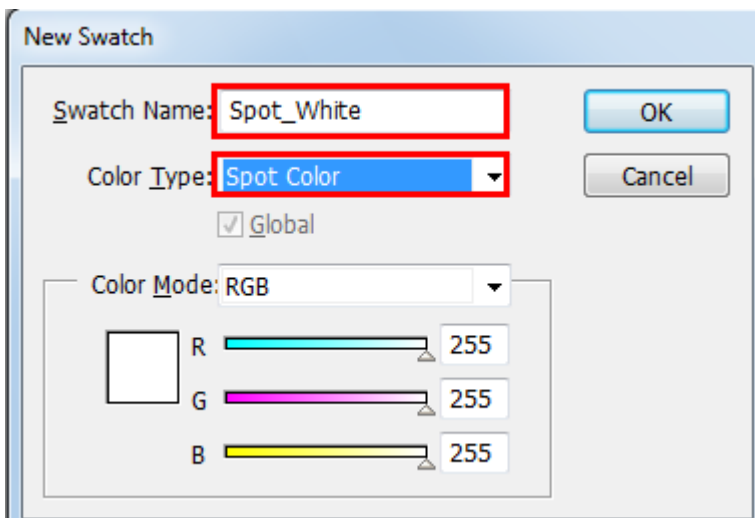 New Swatch
Swatch Name: Spot_White
OK
Color Type: Spot Color
Cancel
Global
Color Mode: RGB
R 255
G 255
B 255